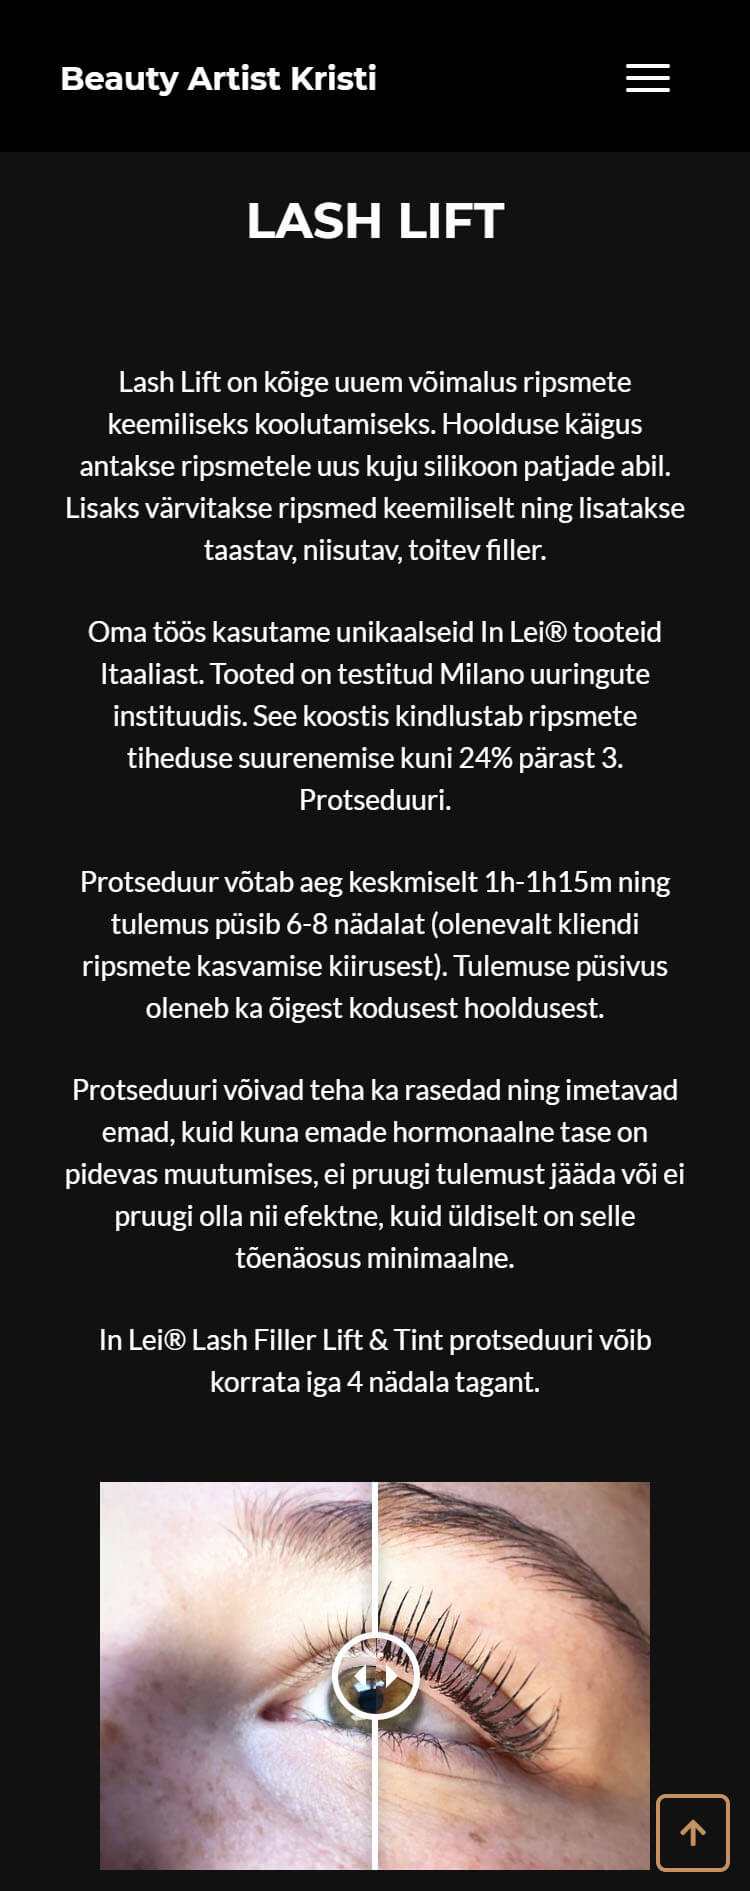 Beauty Artist Kristi
LASH LIFT
Lash Lift on kõige uuem võimalus ripsmete
keemiliseks koolutamiseks. Hoolduse käigus
antakse ripsmetele uus kuju silikoon patjade abil.
Lisaks värvitakse ripsmed keemiliselt ning lisatakse
taastav, niisutav, toitev filler.
Oma töös kasutame unikaalseid In Lei® tooteid
Itaaliast. Tooted on testitud Milano uuringute
instituudis. See koostis kindlustab ripsmete
tiheduse suurenemise kuni 24% pärast 3.
Protseduuri.
Protseduur võtab aeg keskmiselt 1h-1h15m ning
tulemus püsib 6-8 nädalat (olenevalt kliendi
ripsmete kasvamise kiirusest). Tulemuse püsivus
oleneb ka õigest kodusest hooldusest.
Protseduuri võivad teha ka rasedad ning imetavad
emad, kuid kuna emade hormonaalne tase on
pidevas muutumises, ei pruugi tulemust jääda või ei
pruugi olla nii efektne, kuid üldiselt on selle
tõenäosus minimaalne.
In Lei® Lash Filler Lift & Tint protseduuri võib
korrata iga 4 nädala tagant.